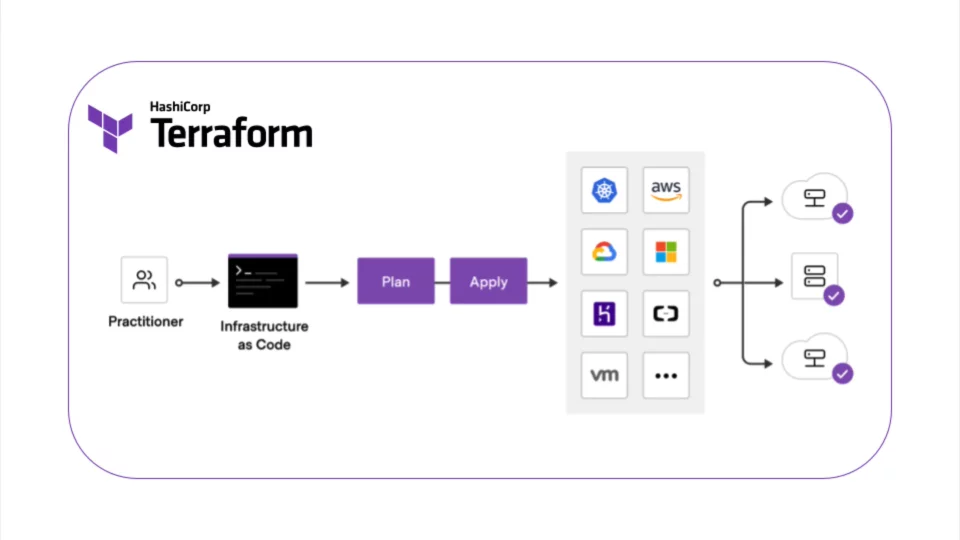 HashiCorp
Terraform
Practitioner
Infrastructure
as Code
Plan
Apply
aws
vm